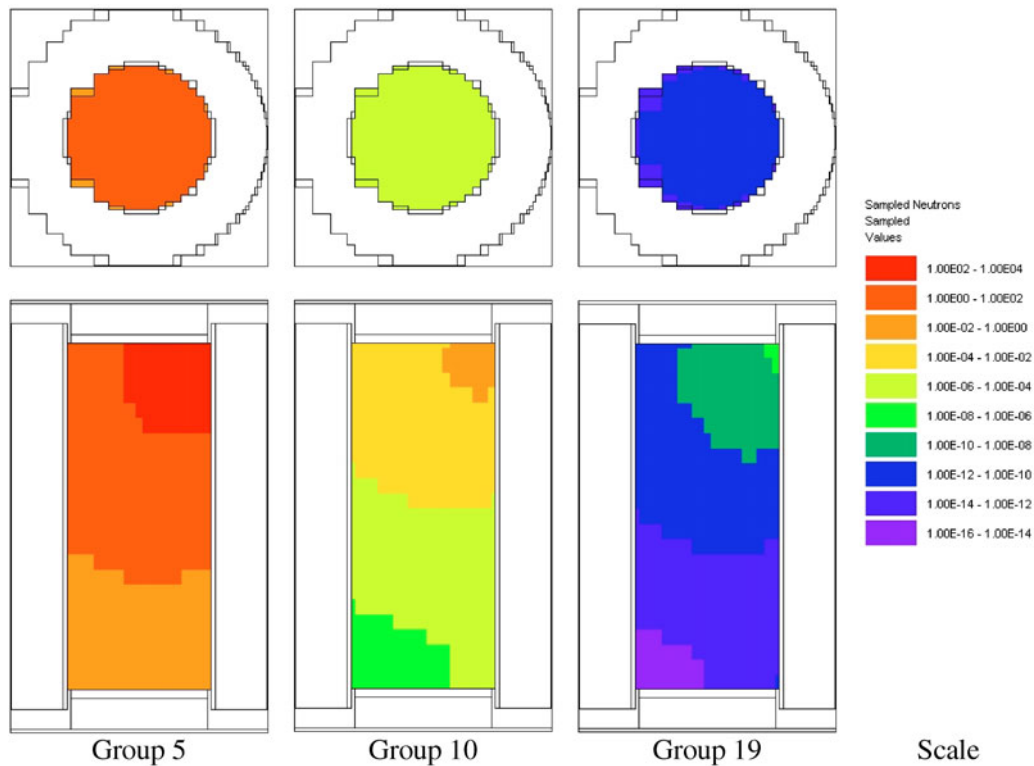 Sampled Neutrons
Sampled
Values
1.00E02 - 1.00E04
1.00E00 - 1.00E02
1.00E-02 - 1.00E00
1.00E-04 - 1.00E-02
1.00E-06 - 1.00E-04
1.00E-08 - 1.00E-06
1.00E-10 - 1.00E-08
1.00E-12 - 1.00E-10
1.00E-14 - 1.00E-12
1.00E-16 - 1.00E-14
Group 5
Group 10
Group 19
Scale